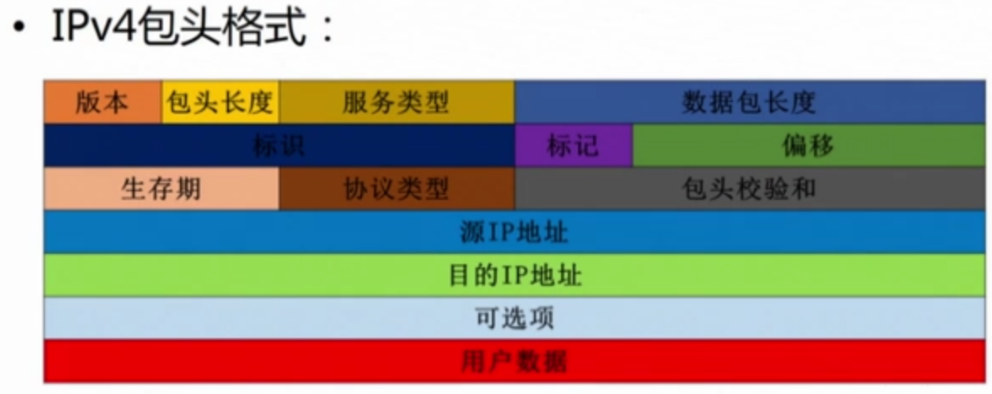 • IPv4包头格式：
版本 包头长度 服务类型 数据包长度
标识 标记 偏移
生存期 协议类型 包头校验和
源IP地址
目的IP地址
可选项
用户数据